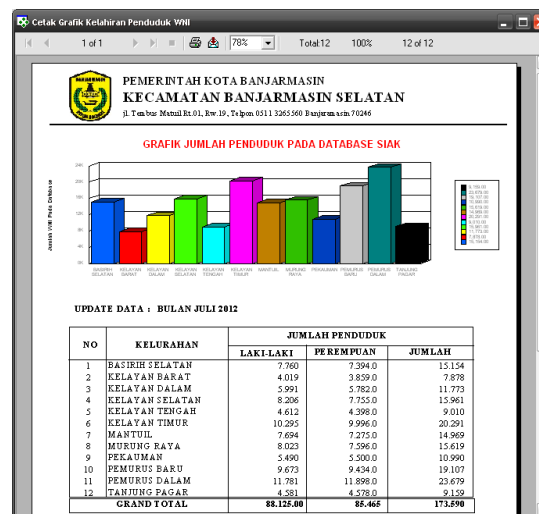 Cetak Grafik Kelahiran Penduduk WNI
1 of 1 78% Total:12 100% 12 of 12
PEMERINTAH KOTA BANJARMASIN
KECAMATAN BANJARMASIN SELATAN
jl. Tembus Matuil Rt.01, Rw.19, Telpon 0511 3265560 Banjarmasin 70246
GRAFIK JUMLAH PENDUDUK PADA DATABASE SIAK
Jumlah WNI Pada Database
BASIRIH SELATAN
KELAYAN BARAT
KELAYAN DALAM
KELAYAN SELATAN
KELAYAN TENGAH
KELAYAN TIMUR
MANTUIL
MURUNG RAYA
PEKAUMAN
PEMURUS BARU
PEMURUS DALAM
TANJUNG PAGAR
UPDATE DATA : BULAN JULI 2012
NO KELURAHAN JUMLAH PENDUDUK
LAKI-LAKI PEREMPUAN JUMLAH
1 BASIRIH SELATAN 7.760 7.394.0 15.154
2 KELAYAN BARAT 4.019 3.859.0 7.878
3 KELAYAN DALAM 5.991 5.782.0 11.773
4 KELAYAN SELATAN 8.206 7.755.0 15.961
5 KELAYAN TENGAH 4.612 4.398.0 9.010
6 KELAYAN TIMUR 10.295 9.996.0 20.291
7 MANTUIL 7.694 7.275.0 14.969
8 MURUNG RAYA 8.023 7.596.0 15.619
9 PEKAUMAN 5.490 5.500.0 10.990
10 PEMURUS BARU 9.673 9.434.0 19.107
11 PEMURUS DALAM 11.781 11.898.0 23.679
12 TANJUNG PAGAR 4.581 4.578.0 9.159
GRAND TOTAL 88.125.00 85.465 173.590